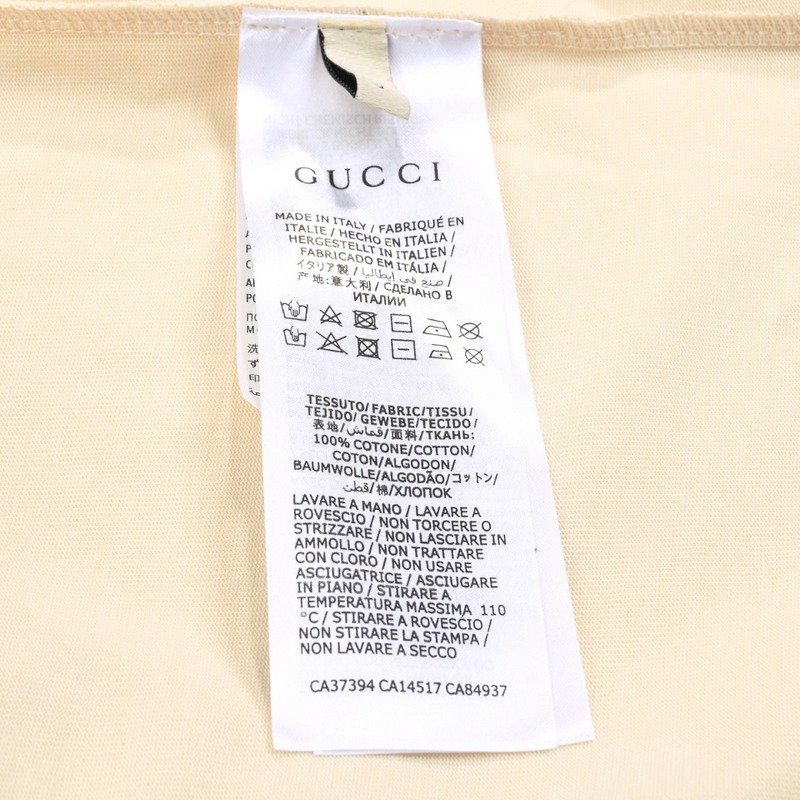 GUCCI
MADE IN ITALY / FABRIQUÉ EN
ITALIE / HECHO EN ITALIA /
HERGESTELLT IN ITALIEN /
FABRICADO EM ITÁLIA /
イタリア製 / صنع في إيطاليا /
产地:意大利 / СДЕЛАНО В
ИТАЛИИ
TESSUTO/FABRIC/TISSU/
TEJIDO/ GEWEBE/TECIDO/
表地/قماش/面料/ТКАНЬ:
100% COTONE/COTTON/
COTON/ALGODON/
BAUMWOLLE/ALGODÃO/コットン/
قطن/棉/ХЛОПОК
LAVARE A MANO / LAVARE A
ROVESCIO / NON TORCERE O
STRIZZARE / NON LASCIARE IN
AMMOLLO / NON TRATTARE
CON CLORO / NON USARE
ASCIUGATRICE / ASCIUGARE
IN PIANO / STIRARE A
TEMPERATURA MASSIMA 110
°C / STIRARE A ROVESCIO /
NON STIRARE LA STAMPA /
NON LAVARE A SECCO
CA37394 CA14517 CA84937